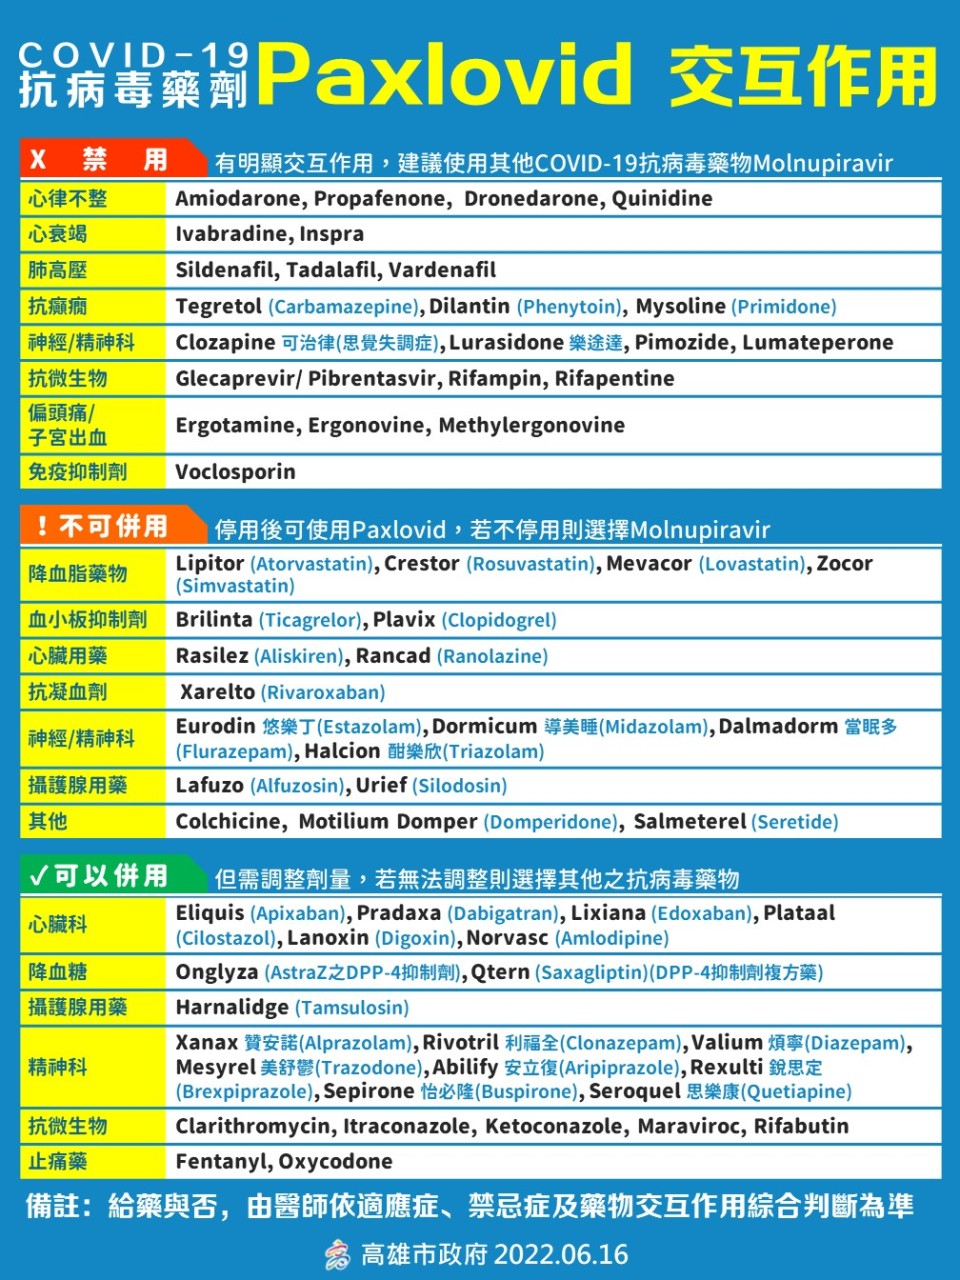 COVID-19
抗病毒藥劑 Paxlovid 交互作用
X 禁 用 有明顯交互作用，建議使用其他COVID-19抗病毒藥物Molnupiravir
心律不整 Amiodarone, Propafenone, Dronedarone, Quinidine
心衰竭 Ivabradine, Inspra
肺高壓 Sildenafil, Tadalafil, Vardenafil
抗癲癇 Tegretol (Carbamazepine), Dilantin (Phenytoin), Mysoline (Primidone)
神經/精神科 Clozapine 可治律(思覺失調症), Lurasidone 樂途達, Pimozide, Lumateperone
抗微生物 Glecaprevir/ Pibrentasvir, Rifampin, Rifapentine
偏頭痛/
子宮出血 Ergotamine, Ergonovine, Methylergonovine
免疫抑制劑 Voclosporin
! 不可併用 停用後可使用Paxlovid，若不停用則選擇Molnupiravir
降血脂藥物 Lipitor (Atorvastatin), Crestor (Rosuvastatin), Mevacor (Lovastatin), Zocor
(Simvastatin)
血小板抑制劑 Brilinta (Ticagrelor), Plavix (Clopidogrel)
心臟用藥 Rasilez (Aliskiren), Rancad (Ranolazine)
抗凝血劑 Xarelto (Rivaroxaban)
神經/精神科 Eurodin 悠樂丁(Estazolam), Dormicum 導美睡(Midazolam), Dalmadorm 當眠多
(Flurazepam), Halcion 酣樂欣(Triazolam)
攝護腺用藥 Lafuzo (Alfuzosin), Urief (Silodosin)
其他 Colchicine, Motilium Domper (Domperidone), Salmeterel (Seretide)
✓可以併用 但需調整劑量，若無法調整則選擇其他之抗病毒藥物
心臟科 Eliquis (Apixaban), Pradaxa (Dabigatran), Lixiana (Edoxaban), Plataal
(Cilostazol), Lanoxin (Digoxin), Norvasc (Amlodipine)
降血糖 Onglyza (AstraZ之DPP-4抑制劑), Qtern (Saxagliptin)(DPP-4抑制劑複方藥)
攝護腺用藥 Harnalidge (Tamsulosin)
精神科 Xanax 贊安諾(Alprazolam), Rivotril 利福全(Clonazepam), Valium 煩寧(Diazepam),
Mesyrel 美舒鬱(Trazodone), Abilify 安立復(Aripiprazole), Rexulti 銳思定
(Brexpiprazole), Sepirone 怡必隆(Buspirone), Seroquel 思樂康(Quetiapine)
抗微生物 Clarithromycin, Itraconazole, Ketoconazole, Maraviroc, Rifabutin
止痛藥 Fentanyl, Oxycodone
備註：給藥與否，由醫師依適應症、禁忌症及藥物交互作用綜合判斷為準
高雄市政府 2022.06.16